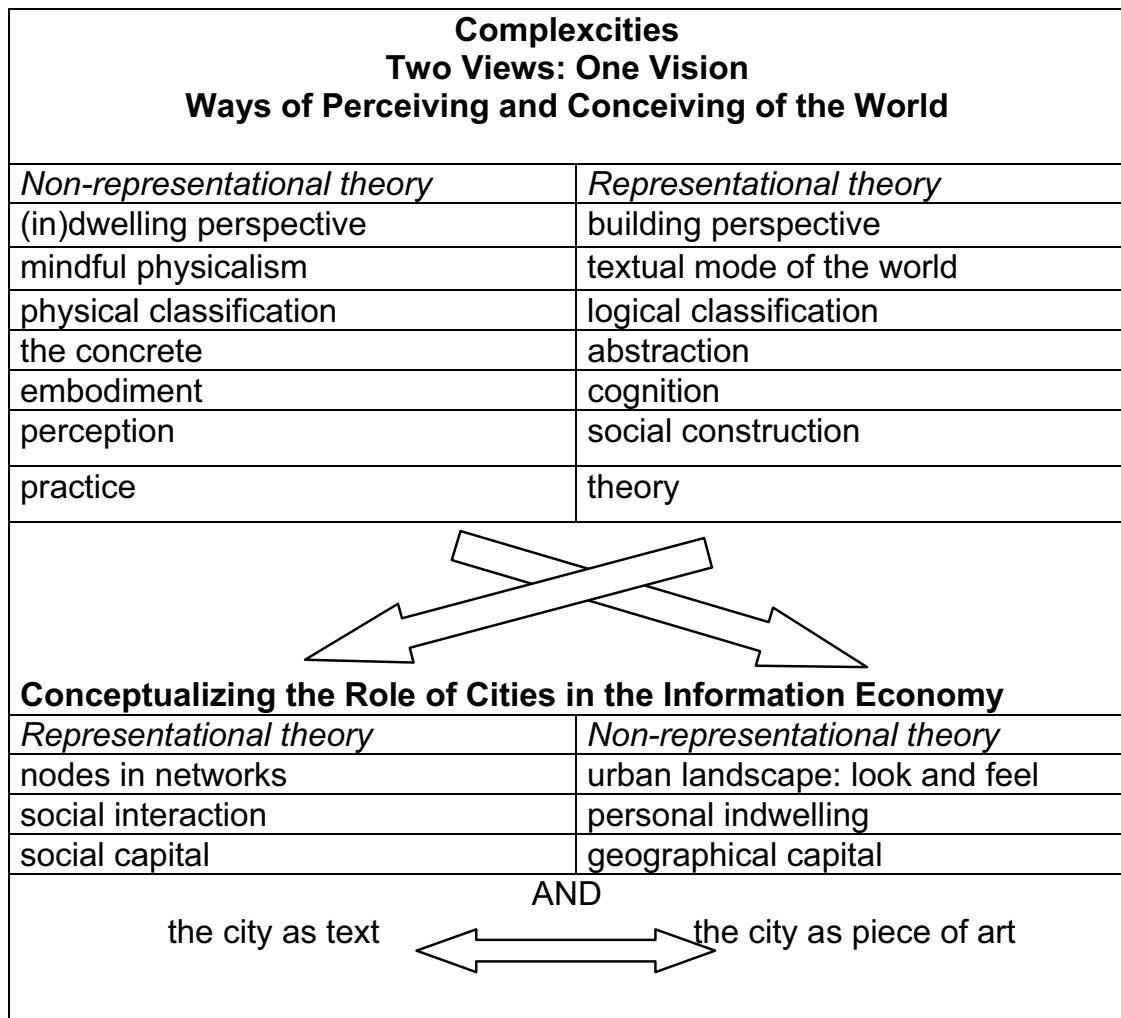 Complexcities
Two Views: One Vision
Ways of Perceiving and Conceiving of the World
Non-representational theory
Representational theory
(in)dwelling perspective
building perspective
mindful physicalism
textual mode of the world
physical classification
logical classification
the concrete
abstraction
embodiment
cognition
perception
social construction
practice
theory
Conceptualizing the Role of Cities in the Information Economy
Representational theory
Non-representational theory
nodes in networks
urban landscape: look and feel
social interaction
personal indwelling
social capital
geographical capital
AND
the city as text
the city as piece of art